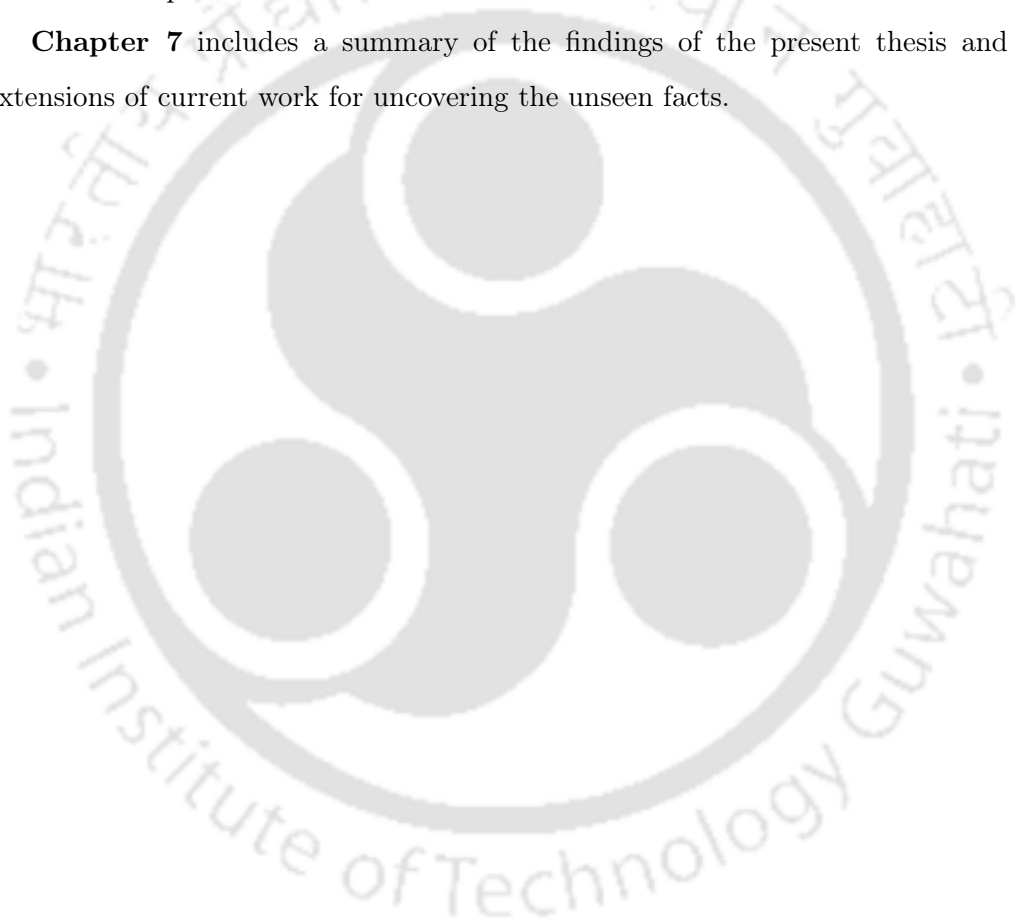 Chapter 7 includes a summary of the findings of the present thesis and
xtensions of current work for uncovering the unseen facts.
गुवाहाटी
• Indian Institute of Technology Guwahati •